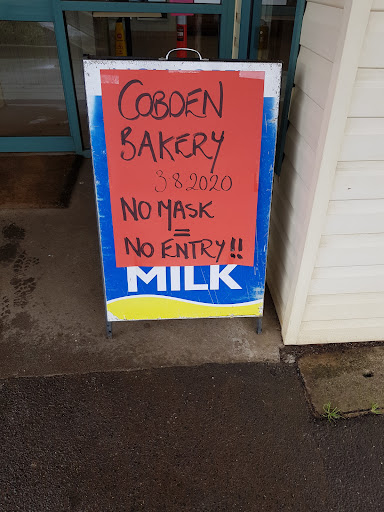 COBDEN
BAKERY
3.8.2020
NO MASK
=
NO ENTRY!!
MILK